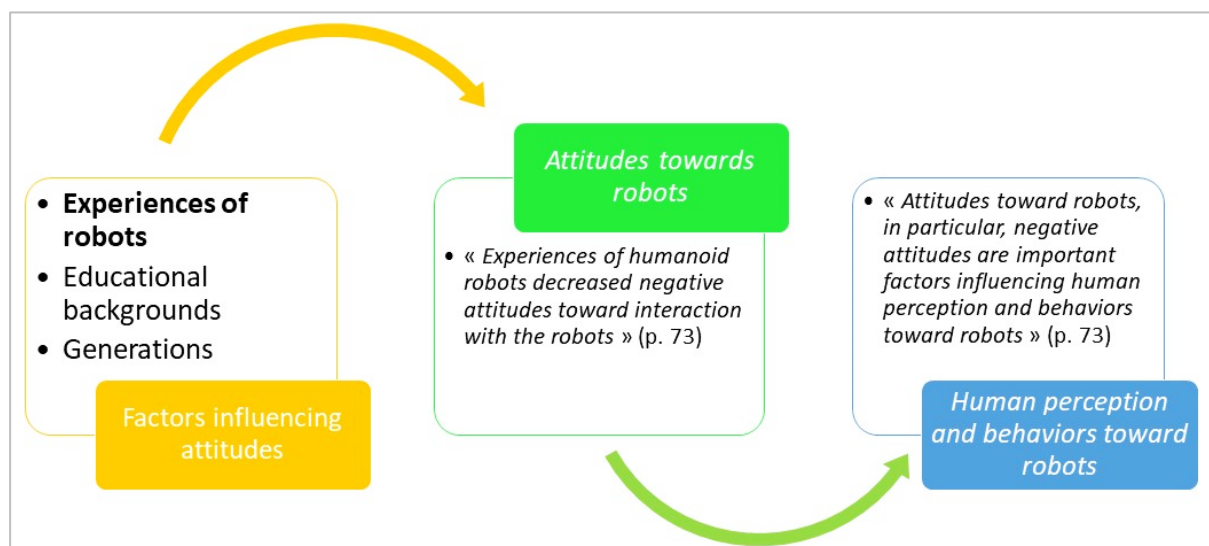 • Experiences of
robots
• Educational
backgrounds
• Generations
Factors influencing
attitudes
Attitudes towards
robots
• « Experiences of humanoid
robots decreased negative
attitudes toward interaction
with the robots » (p. 73)
• « Attitudes toward robots,
in particular, negative
attitudes are important
factors influencing human
perception and behaviors
toward robots » (p. 73)
Human perception
and behaviors toward
robots